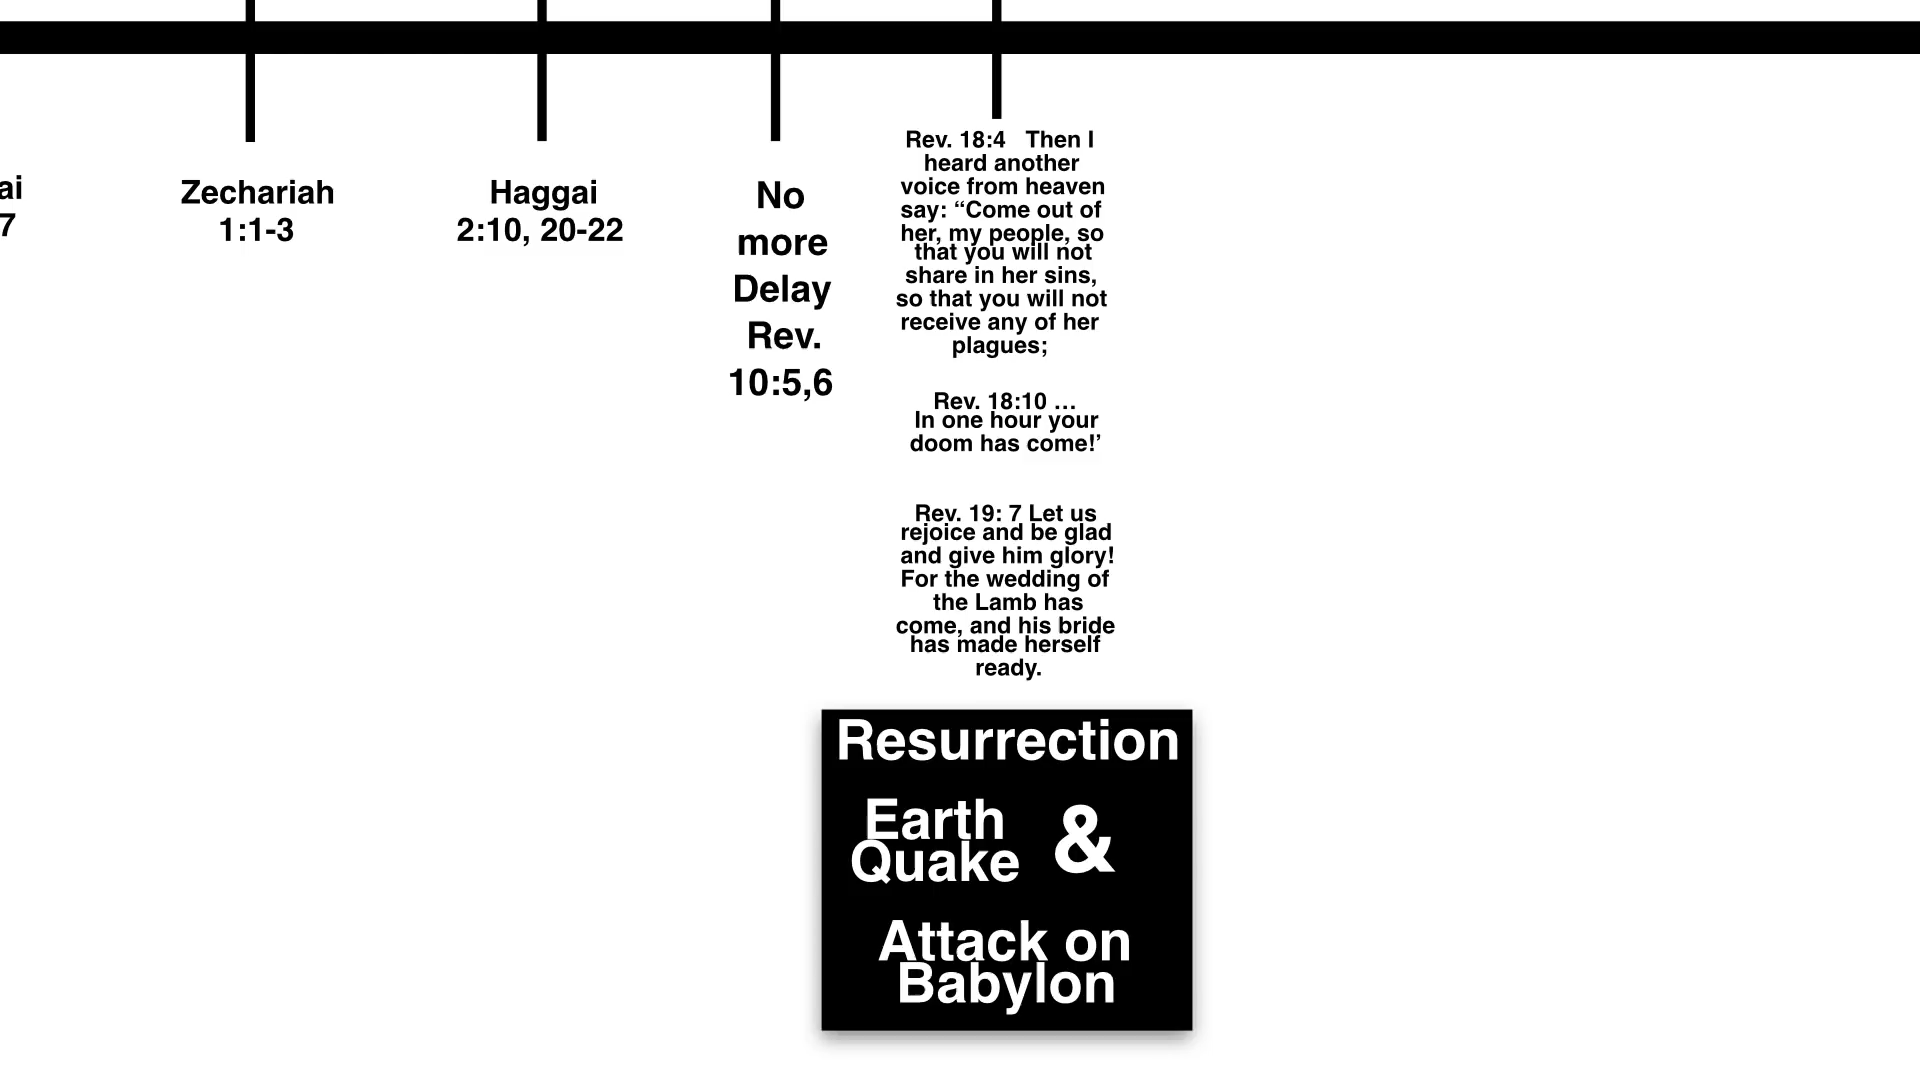 ai
7
Zechariah
1:1-3
Haggai
2:10, 20-22
No
more
Delay
Rev.
10:5,6
Rev. 18:4 Then I
heard another
voice from heaven
say: “Come out of
her, my people, so
that you will not
share in her sins,
so that you will not
receive any of her
plagues;
Rev. 18:10 …
In one hour your
doom has come!’
Rev. 19: 7 Let us
rejoice and be glad
and give him glory!
For the wedding of
the Lamb has
come, and his bride
has made herself
ready.
Resurrection
Earth
Quake &
Attack on
Babylon